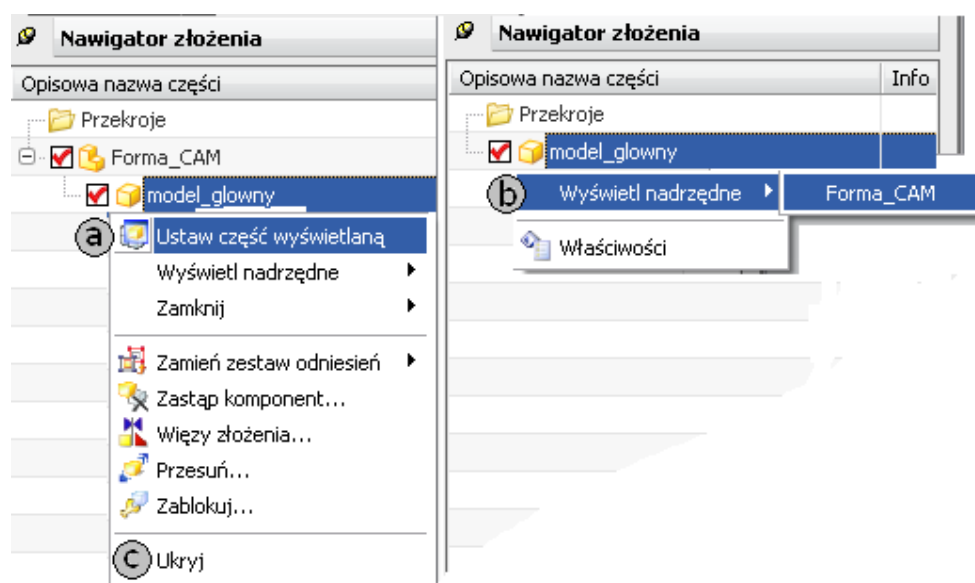 Nawigator złożenia
Opisowa nazwa części
Przekroje
Forma_CAM
model_glowny
a Ustaw część wyświetlaną
Wyświetl nadrzędne
Zamknij
Zamień zestaw odniesień
Zastąp komponent...
Więzy złożenia...
Przesuń...
Zablokuj...
c Ukryj
Nawigator złożenia
Opisowa nazwa części Info
Przekroje
model_glowny
b Wyświetl nadrzędne Forma_CAM
Właściwości